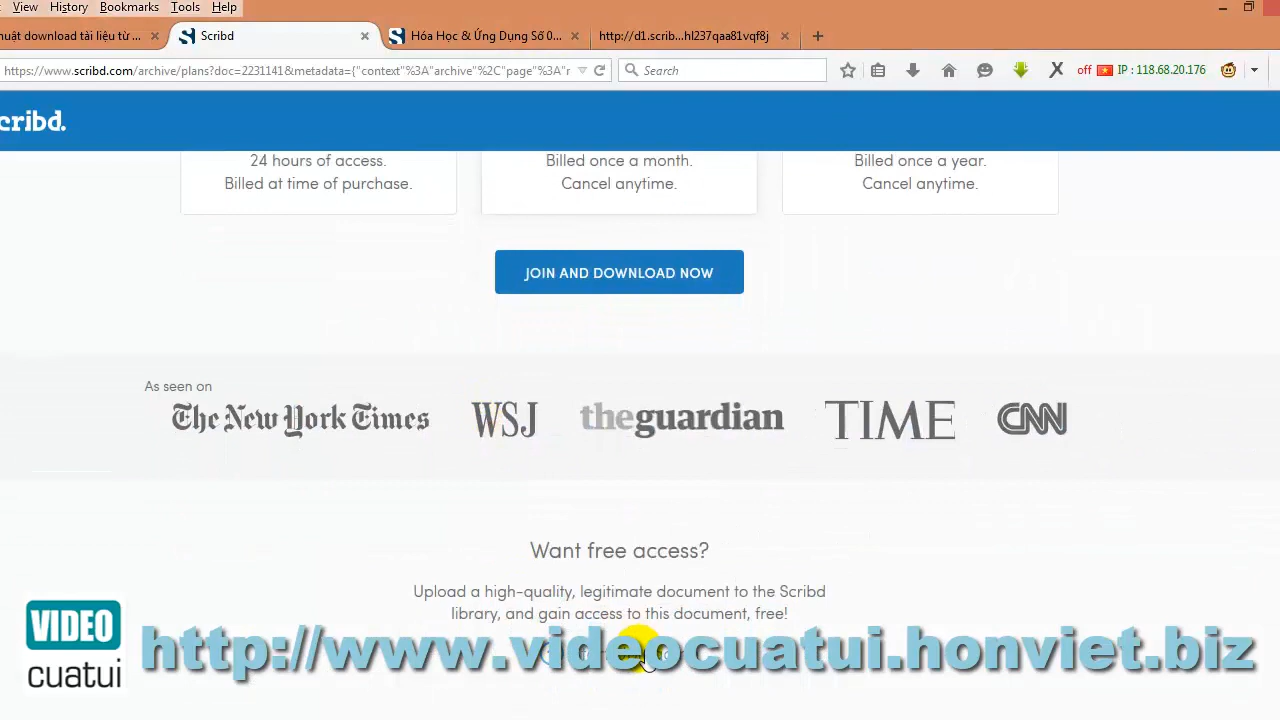 View History Bookmarks Tools Help
huật download tài liệu từ ... × Scribd × Hóa Học & Ứng Dụng Số 0... × http://d1.scrib...hl237qaa81vqf8j × +
https://www.scribd.com/archive/plans?doc=2231141&metadata={"context"%3A"archive"%2C"page"%3A"r Search off IP : 118.68.20.176
cribd.
24 hours of access.
Billed at time of purchase.
Billed once a month.
Cancel anytime.
Billed once a year.
Cancel anytime.
JOIN AND DOWNLOAD NOW
As seen on
The New York Times WSJ theguardian TIME CNN
Want free access?
Upload a high-quality, legitimate document to the Scribd
library, and gain access to this document, free!
VIDEO
cuatui
http://www.videocuatui.honviet.biz